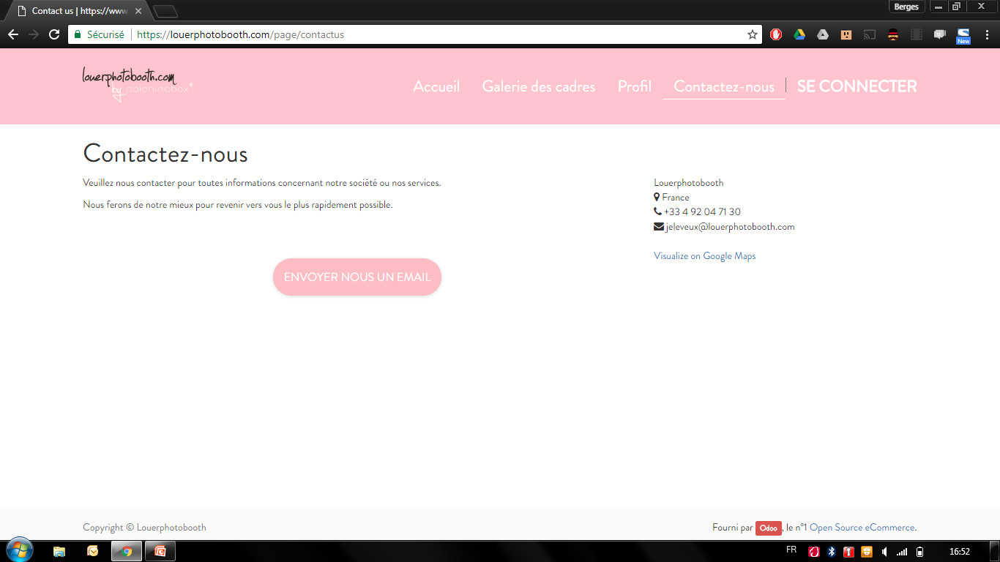 Contact us | https://www
Berges
Sécurisé
https://louerphotobooth.com/page/contactus
New
louerphotobooth.com
by
Accueil
Galerie des cadres
Profil
Contactez-nous
SE CONNECTER
Contactez-nous
Veuillez nous contacter pour toutes informations concernant notre société ou nos services.
Nous ferons de notre mieux pour revenir vers vous le plus rapidement possible.
ENVOYER NOUS UN EMAIL
Louerphotobooth
France
+33 4 92 04 71 30
jeleveux@louerphotobooth.com
Visualize on Google Maps
Copyright © Louerphotobooth
Fourni par Odoo, le n°1 Open Source eCommerce.
FR
16:52